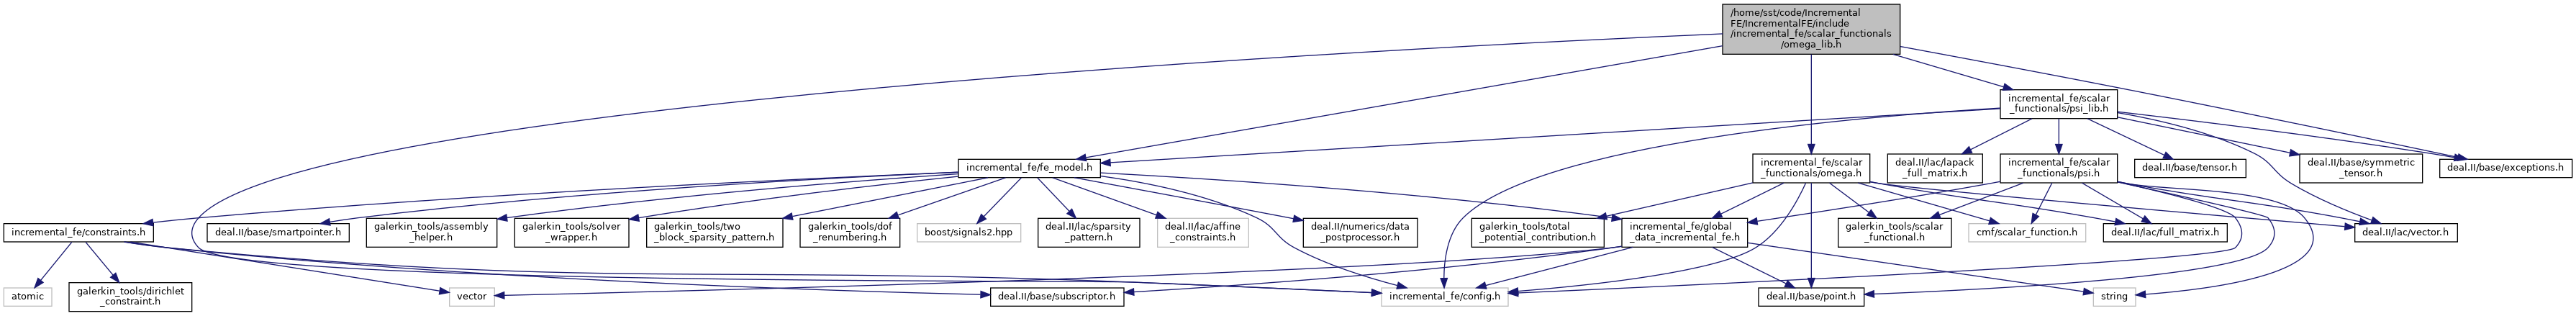 /home/sst/code/Incremental
FE/IncrementalFE/include
/incremental_fe/scalar_functionals
/omega_lib.h
incremental_fe/scalar
_functionals/psi_lib.h
incremental_fe/fe_model.h
incremental_fe/scalar
_functionals/omega.h
deal.II/lac/lapack
_full_matrix.h
incremental_fe/scalar
_functionals/psi.h
deal.II/base/tensor.h
deal.II/base/symmetric
_tensor.h
deal.II/base/exceptions.h
incremental_fe/constraints.h
deal.II/base/smartpointer.h
galerkin_tools/assembly
_helper.h
galerkin_tools/solver
_wrapper.h
galerkin_tools/two
_block_sparsity_pattern.h
galerkin_tools/dof
_renumbering.h
boost/signals2.hpp
deal.II/lac/sparsity
_pattern.h
deal.II/lac/affine
_constraints.h
deal.II/numerics/data
_postprocessor.h
galerkin_tools/total
_potential_contribution.h
incremental_fe/global
_data_incremental_fe.h
galerkin_tools/scalar
_functional.h
cmf/scalar_function.h
deal.II/lac/full_matrix.h
deal.II/lac/vector.h
atomic
galerkin_tools/dirichlet
_constraint.h
vector
deal.II/base/subscriptor.h
incremental_fe/config.h
deal.II/base/point.h
string